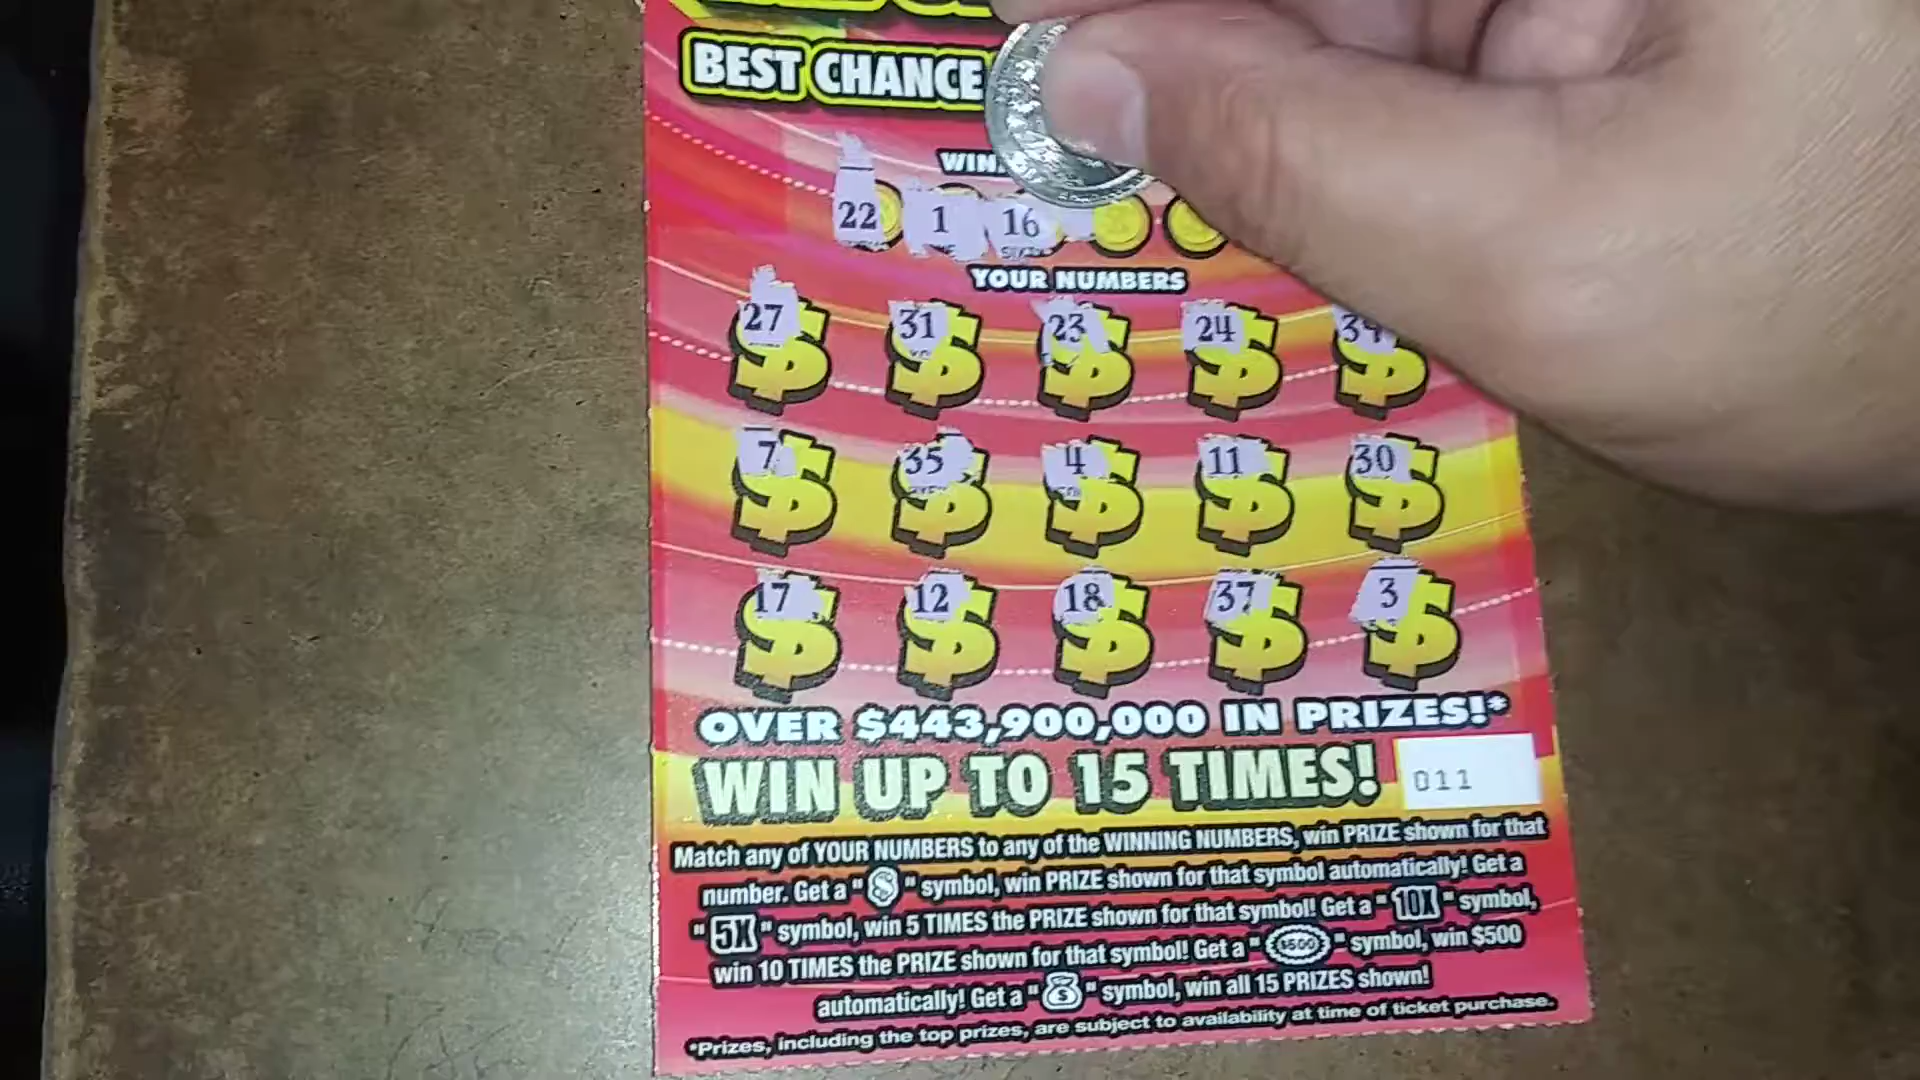 BEST CHANCE
WIN
22 1 16
YOUR NUMBERS
27 31 23 24
7 35 4 11 30
17 12 18 37 3
OVER $443,900,000 IN PRIZES!*
WIN UP TO 15 TIMES!
011
Match any of YOUR NUMBERS to any of the WINNING NUMBERS, win PRIZE shown for that
number. Get a "$" symbol, win PRIZE shown for that symbol automatically! Get a
"5X" symbol, win 5 TIMES the PRIZE shown for that symbol! Get a "10X" symbol,
win 10 TIMES the PRIZE shown for that symbol! Get a "$500" symbol, win $500
automatically! Get a "$" symbol, win all 15 PRIZES shown!
*Prizes, including the top prizes, are subject to availability at time of ticket purchase.